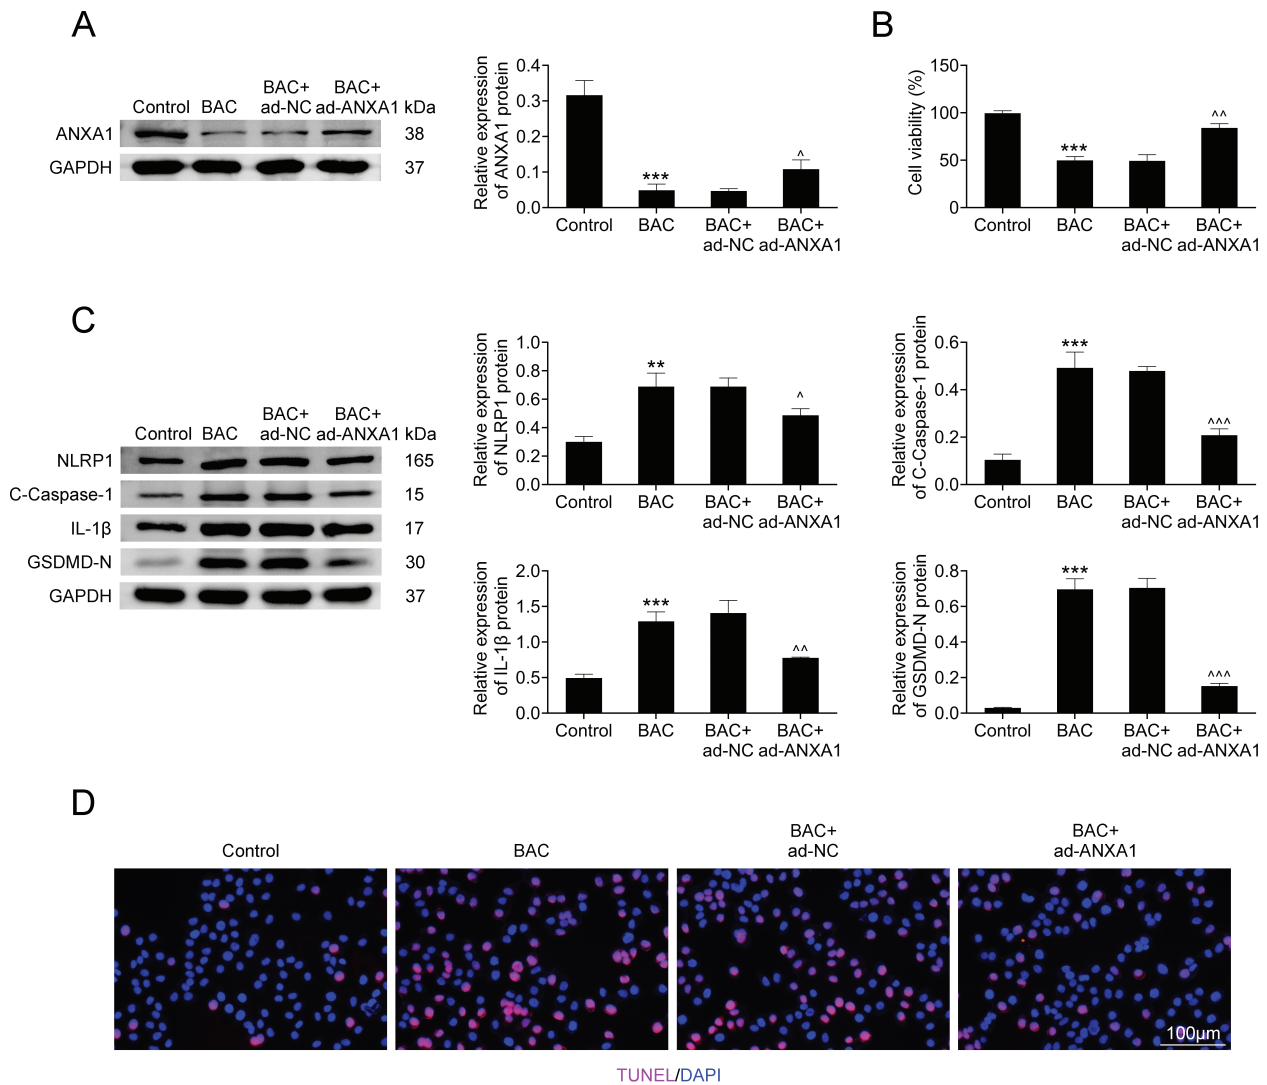 A
BAC+
BAC+
Control
BAC
ad-NC
ad-ANXA1
kDa
ANXA1
38
GAPDH
37
Relative expression
of ANXA1 protein
0.4
0.3
0.2
0.1
0.0
***
^
Control
BAC
BAC+
ad-NC
BAC+
ad-ANXA1
B
Cell viability (%)
150
100
50
0
***
^^
Control
BAC
BAC+
ad-NC
BAC+
ad-ANXA1
C
BAC+
BAC+
Control
BAC
ad-NC
ad-ANXA1
kDa
NLRP1
165
C-Caspase-1
15
IL-1β
17
GSDMD-N
30
GAPDH
37
Relative expression
of NLRP1 protein
1.0
0.8
0.6
0.4
0.2
0.0
**
^
Control
BAC
BAC+
ad-NC
BAC+
ad-ANXA1
Relative expression
of C-Caspase-1 protein
0.6
0.4
0.2
0.0
***
^^^
Control
BAC
BAC+
ad-NC
BAC+
ad-ANXA1
Relative expression
of IL-1β protein
2.0
1.5
1.0
0.5
0.0
***
^^
Control
BAC
BAC+
ad-NC
BAC+
ad-ANXA1
Relative expression
of GSDMD-N protein
0.8
0.6
0.4
0.2
0.0
***
^^^
Control
BAC
BAC+
ad-NC
BAC+
ad-ANXA1
D
Control
BAC
BAC+
ad-NC
BAC+
ad-ANXA1
100μm
TUNEL/DAPI